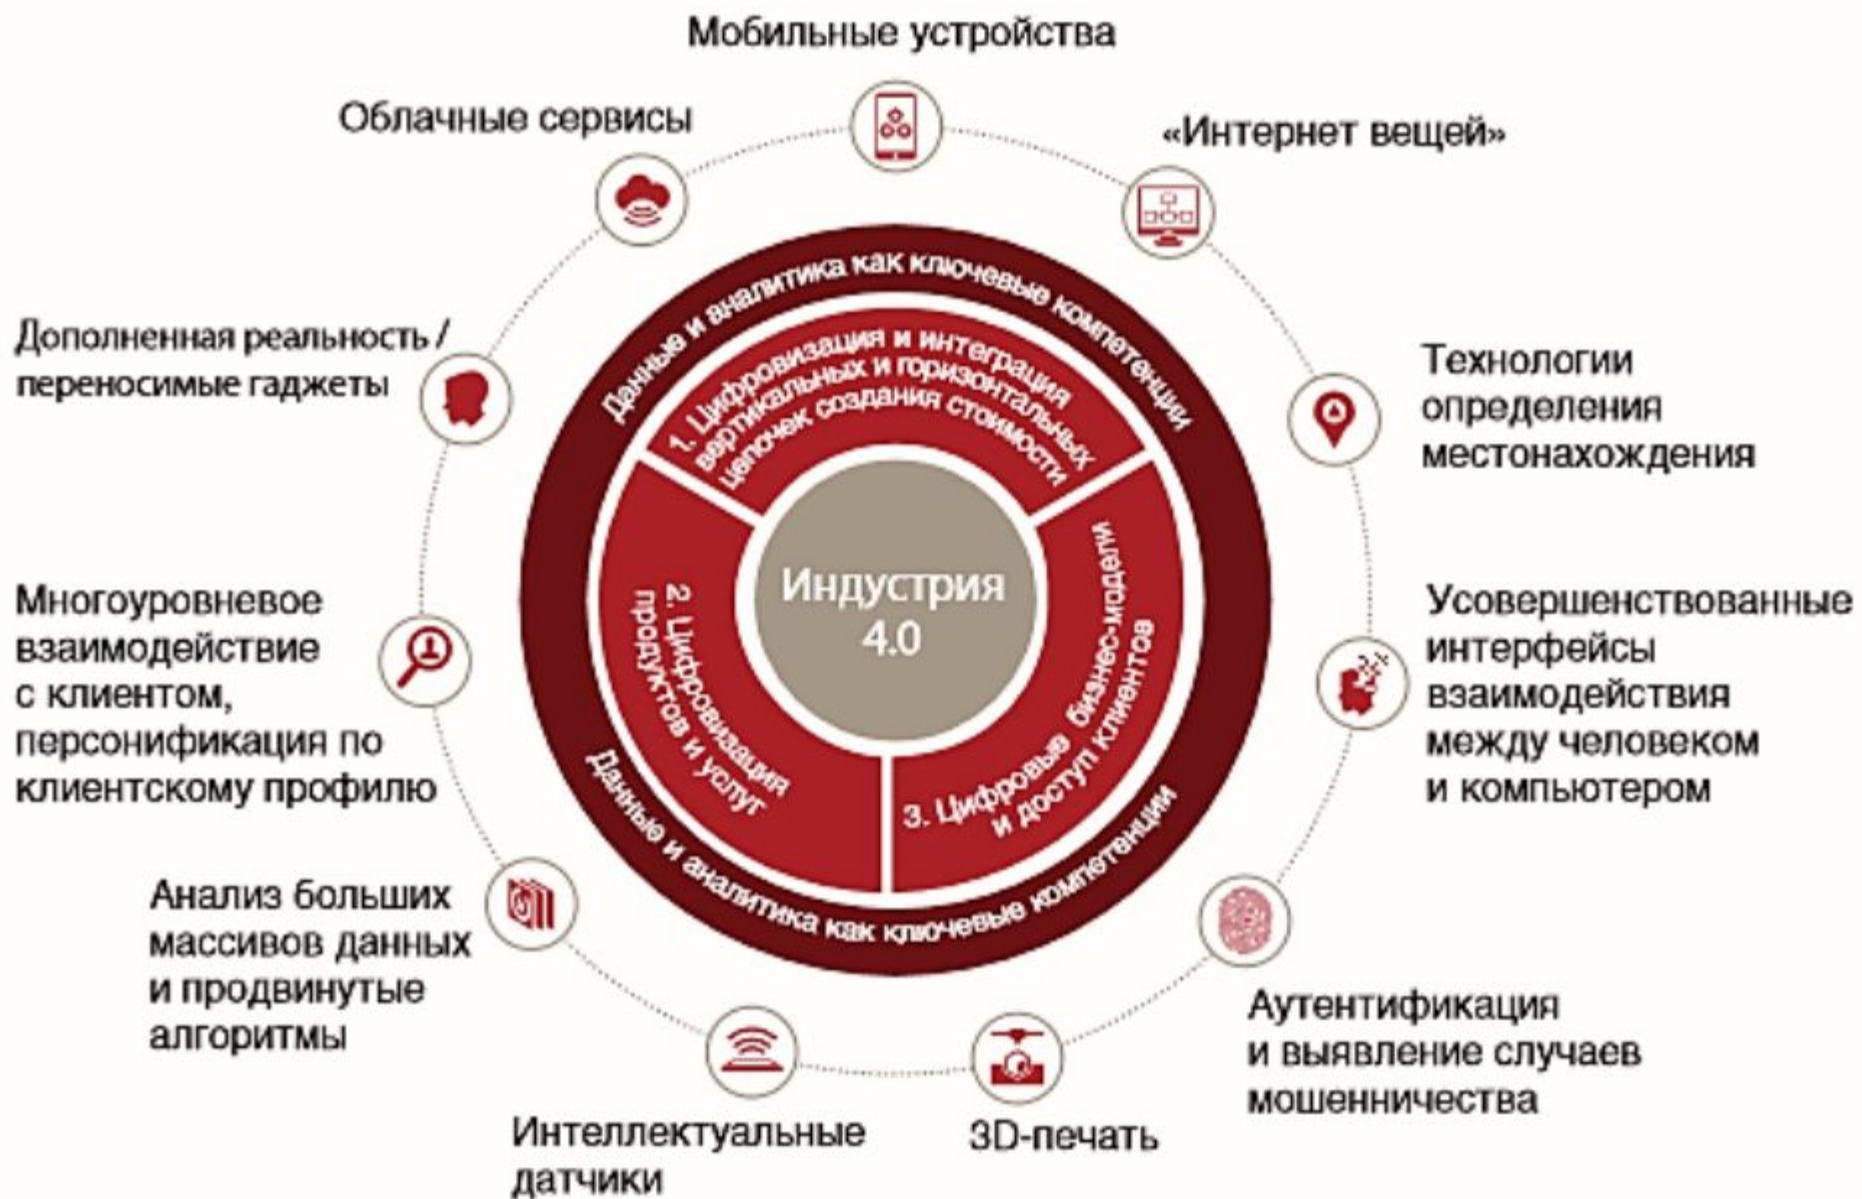 Мобильные устройства
Облачные сервисы
«Интернет вещей»
Дополненная реальность /
переносимые гаджеты
Технологии
определения
местонахождения
Многоуровневое
взаимодействие
с клиентом,
персонификация по
клиентскому профилю
Усовершенствованные
интерфейсы
взаимодействия
между человеком
и компьютером
Анализ больших
массивов данных
и продвинутые
алгоритмы
Аутентификация
и выявление случаев
мошенничества
Интеллектуальные
датчики
3D-печать
Данные и аналитика как ключевые компетенции
1. Цифровизация и интеграция
вертикальных и горизонтальных
цепочек создания стоимости
Индустрия
4.0
2. Цифровизация
продуктов и услуг
3. Цифровые бизнес-модели
и доступ клиентов
Данные и аналитика как ключевые компетенции